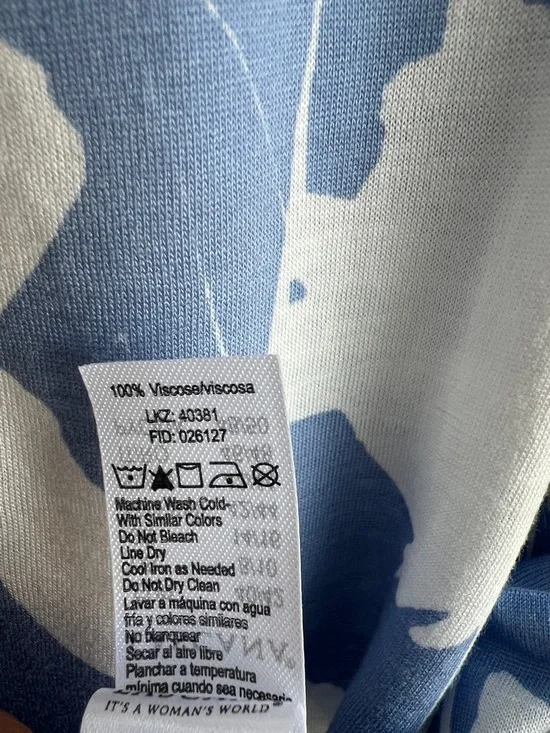 100% Viscose/viscosa
LKZ: 40381
FID: 026127
Machine Wash Cold-
With Similar Colors
Do Not Bleach
Line Dry
Cool Iron as Needed
Do Not Dry Clean
Lavar a máquina con agua
fría y colores similares
No blanquear
Secar al aire libre
Planchar a temperatura
mínima cuando sea necesario
IT'S A WOMAN'S WORLD